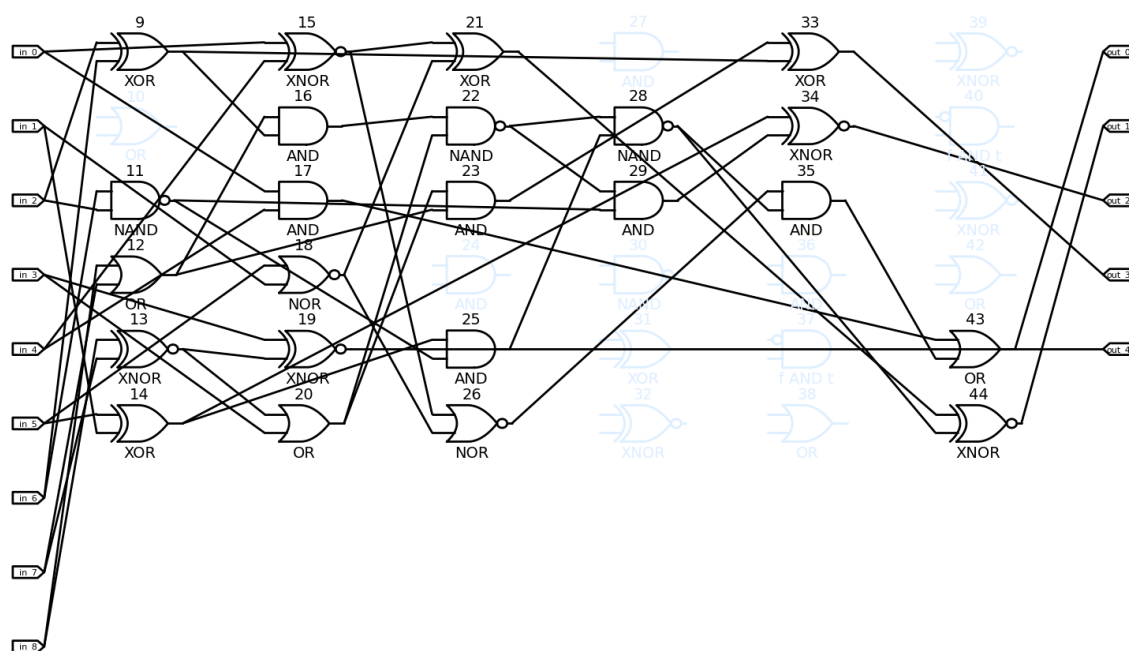 9 15 21 27 33 39
in 0 out 0
XOR XNOR XOR AND XOR XNOR
10 16 22 28 34 40
in 1 out 1
OR AND NAND NAND XNOR f AND t
11 17 23 29 35 41
in 2 out 2
NAND AND AND AND AND XNOR
12 18 24 30 36 42
in 3 out 3
OR NOR AND NAND AND OR
13 19 25 31 37 43
in 4 out 4
XNOR XNOR AND XOR f AND t OR
14 20 26 32 38 44
in 5
XOR OR NOR XNOR OR XNOR
in 6
in 7
in 8